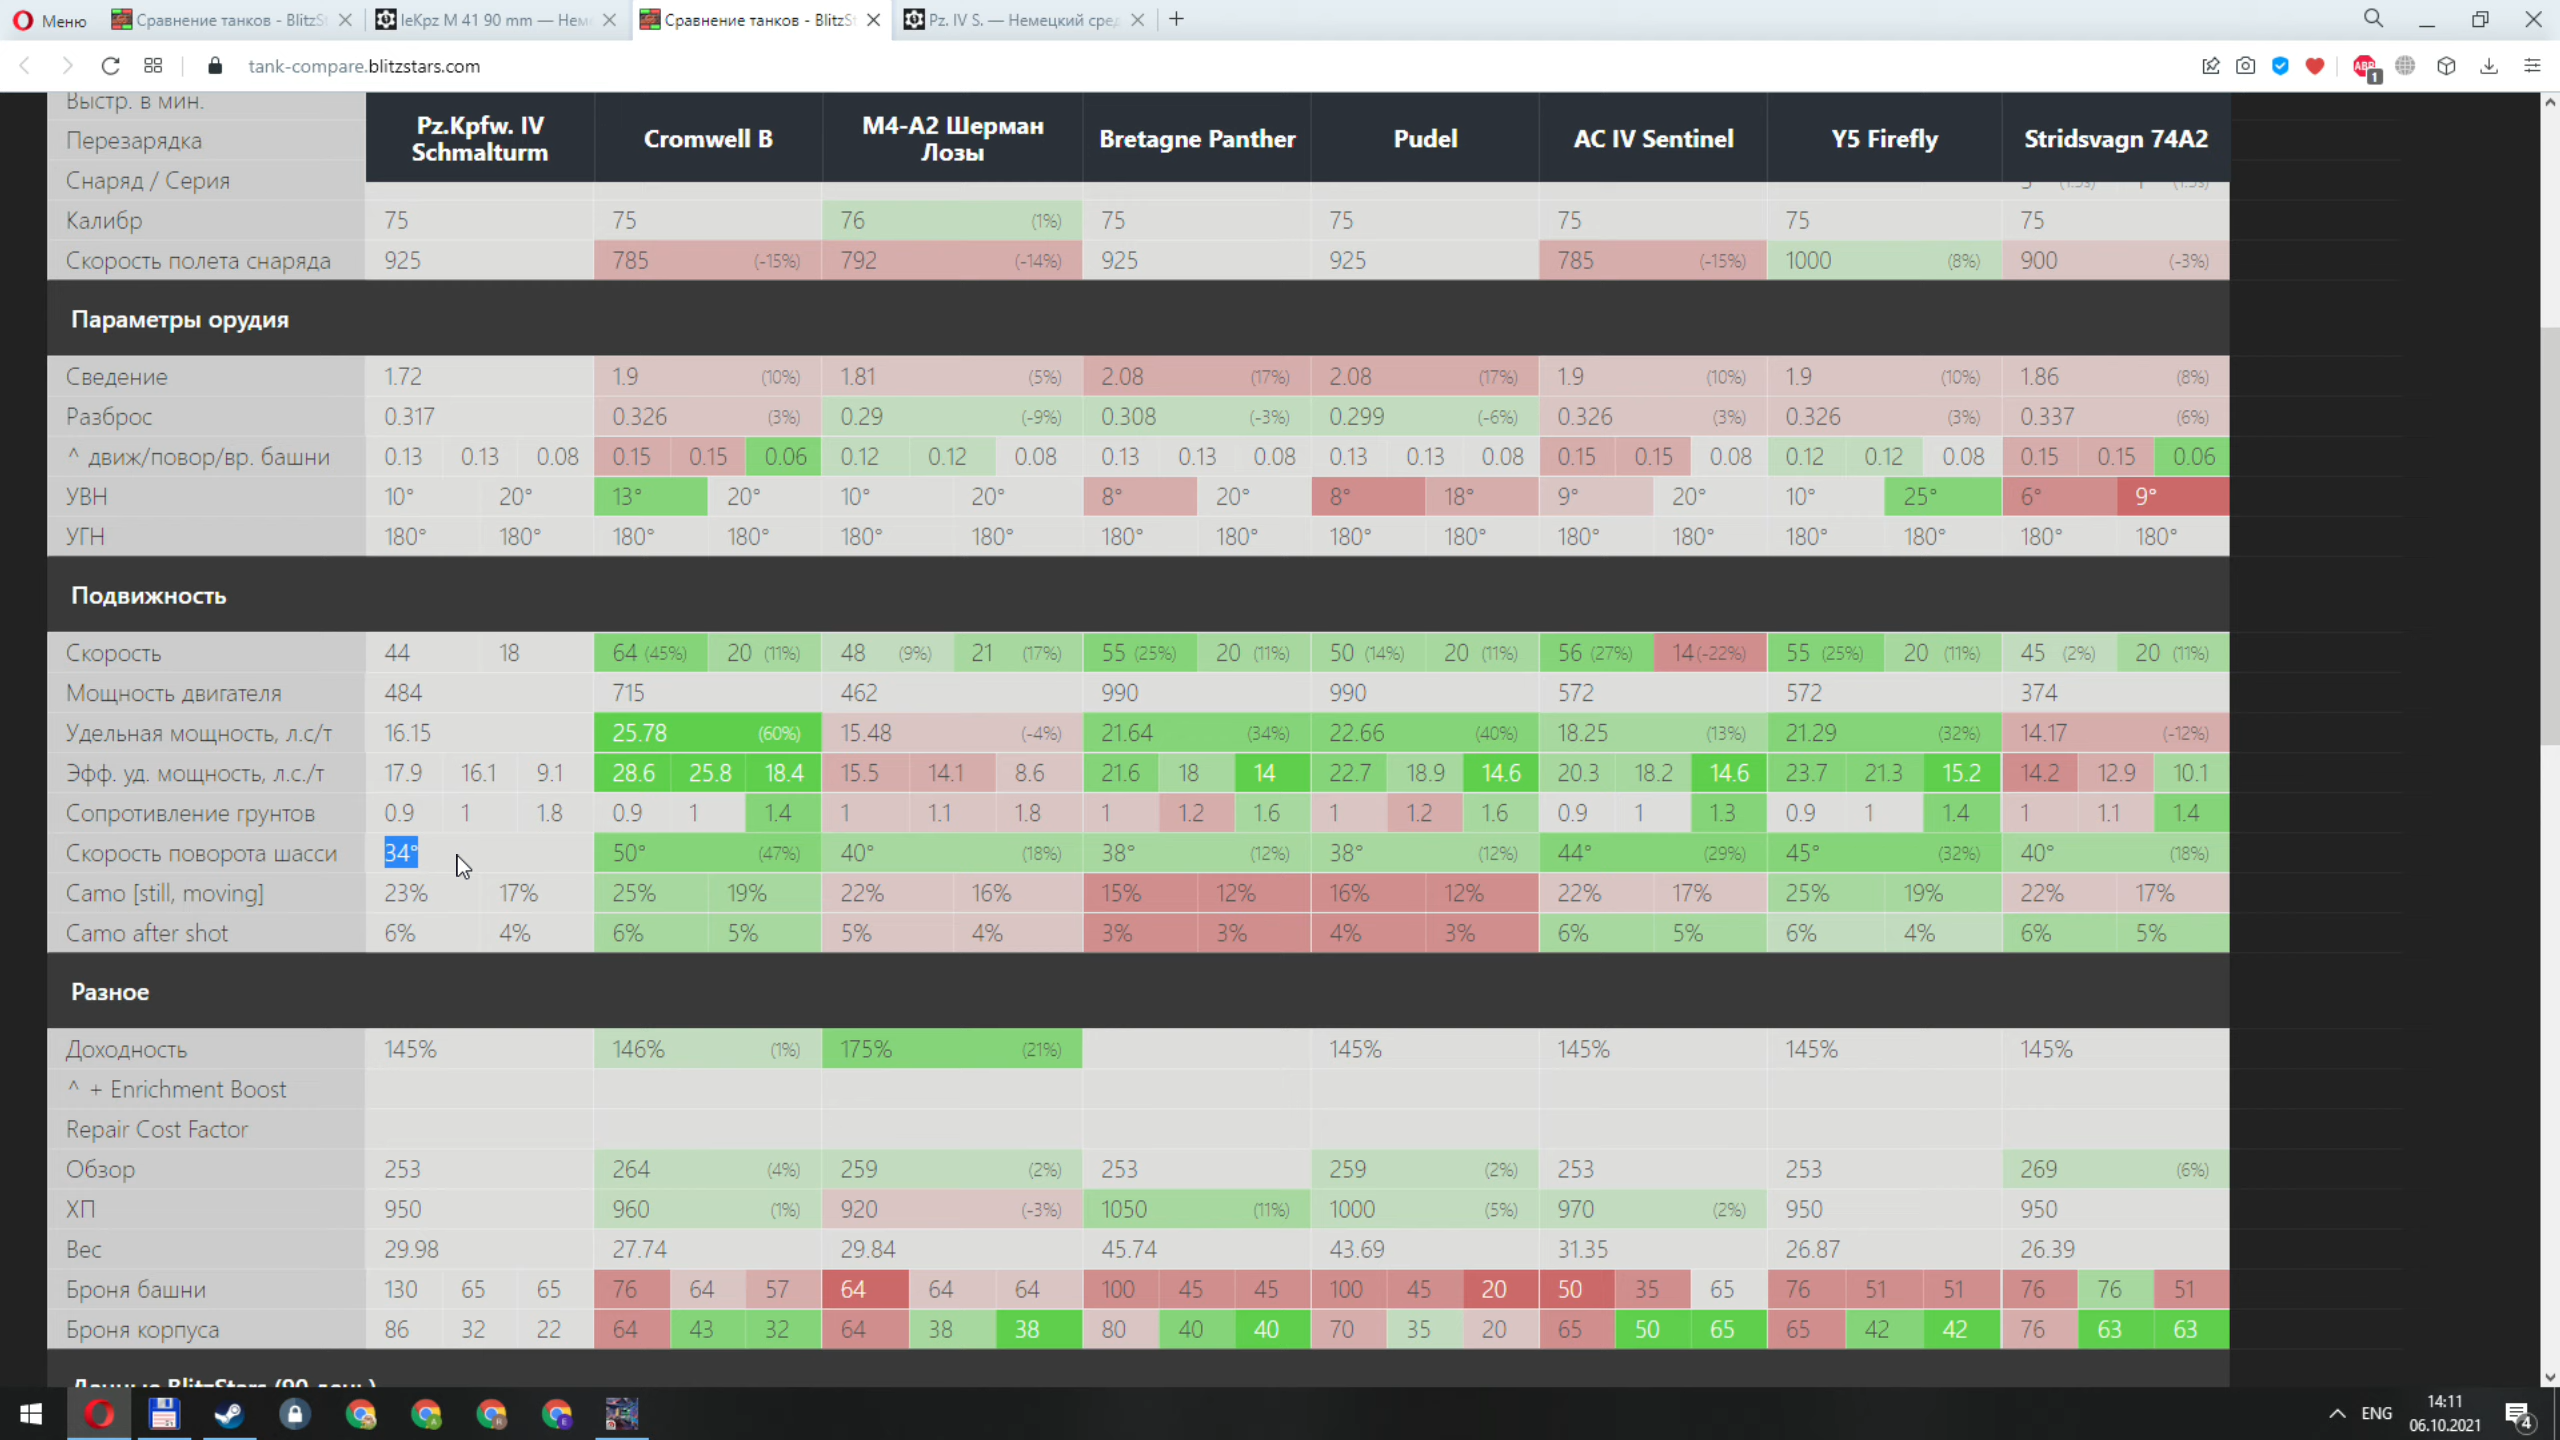 Меню
Сравнение танков - BlitzSt
leKpz M 41 90 mm — Нем
Сравнение танков - BlitzSt
Pz. IV S. — Немецкий сред
tank-compare.blitzstars.com
ABP 1
Выстр. в мин.
Перезарядка
Снаряд / Серия
Pz.Kpfw. IV Schmalturm
Cromwell B
М4-А2 Шерман Лозы
Bretagne Panther
Pudel
AC IV Sentinel
Y5 Firefly
Stridsvagn 74A2
Калибр 75 75 76 (1%) 75 75 75 75 75
Скорость полета снаряда 925 785 (-15%) 792 (-14%) 925 925 785 (-15%) 1000 (8%) 900 (-3%)
Параметры орудия
Сведение 1.72 1.9 (10%) 1.81 (5%) 2.08 (17%) 2.08 (17%) 1.9 (10%) 1.9 (10%) 1.86 (8%)
Разброс 0.317 0.326 (3%) 0.29 (-9%) 0.308 (-3%) 0.299 (-6%) 0.326 (3%) 0.326 (3%) 0.337 (6%)
^ движ/повор/вр. башни 0.13 0.13 0.08 0.15 0.15 0.06 0.12 0.12 0.08 0.13 0.13 0.08 0.13 0.13 0.08 0.15 0.15 0.08 0.12 0.12 0.08 0.15 0.15 0.06
УВН 10° 20° 13° 20° 10° 20° 8° 20° 8° 18° 9° 20° 10° 25° 6° 9°
УГН 180° 180° 180° 180° 180° 180° 180° 180° 180° 180° 180° 180° 180° 180° 180° 180°
Подвижность
Скорость 44 18 64 (45%) 20 (11%) 48 (9%) 21 (17%) 55 (25%) 20 (11%) 50 (14%) 20 (11%) 56 (27%) 14 (-22%) 55 (25%) 20 (11%) 45 (2%) 20 (11%)
Мощность двигателя 484 715 462 990 990 572 572 374
Удельная мощность, л.с/т 16.15 25.78 (60%) 15.48 (-4%) 21.64 (34%) 22.66 (40%) 18.25 (13%) 21.29 (32%) 14.17 (-12%)
Эфф. уд. мощность, л.с./т 17.9 16.1 9.1 28.6 25.8 18.4 15.5 14.1 8.6 21.6 18 14 22.7 18.9 14.6 20.3 18.2 14.6 23.7 21.3 15.2 14.2 12.9 10.1
Сопротивление грунтов 0.9 1 1.8 0.9 1 1.4 1 1.1 1.8 1 1.2 1.6 1 1.2 1.6 0.9 1 1.3 0.9 1 1.4 1 1.1 1.4
Скорость поворота шасси 34° 50° (47%) 40° (18%) 38° (12%) 38° (12%) 44° (29%) 45° (32%) 40° (18%)
Camo [still, moving] 23% 17% 25% 19% 22% 16% 15% 12% 16% 12% 22% 17% 25% 19% 22% 17%
Camo after shot 6% 4% 6% 5% 5% 4% 3% 3% 4% 3% 6% 5% 6% 4% 6% 5%
Разное
Доходность 145% 146% (1%) 175% (21%) 145% 145% 145% 145%
^ + Enrichment Boost
Repair Cost Factor
Обзор 253 264 (4%) 259 (2%) 253 259 (2%) 253 253 269 (6%)
ХП 950 960 (1%) 920 (-3%) 1050 (11%) 1000 (5%) 970 (2%) 950 950
Вес 29.98 27.74 29.84 45.74 43.69 31.35 26.87 26.39
Броня башни 130 65 65 76 64 57 64 64 64 100 45 45 100 45 20 50 35 65 76 51 51 76 76 51
Броня корпуса 86 32 22 64 43 32 64 38 38 80 40 40 70 35 20 65 50 65 65 42 42 76 63 63
Данные BlitzStars (90 день)
ENG
14:11
06.10.2021
4